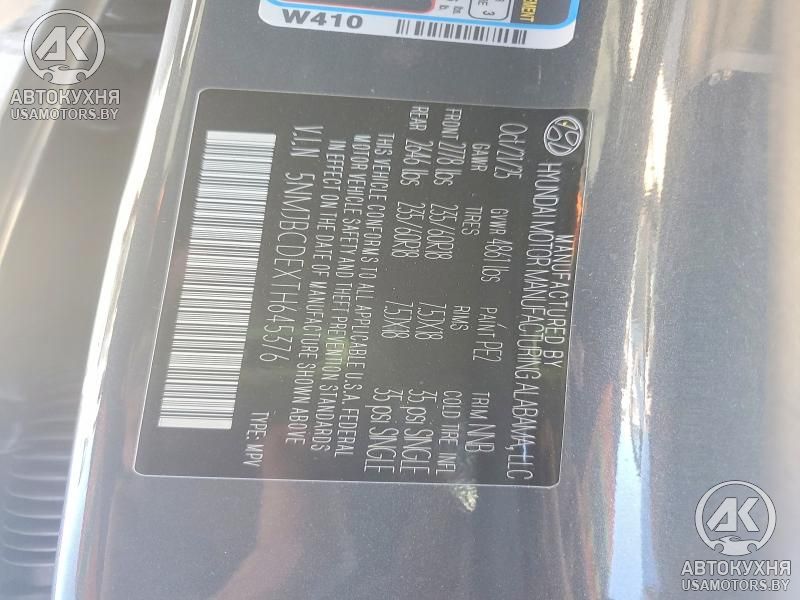 W410
АВТОКУХНЯ
USAMOTORS.BY
MANUFACTURED BY
HYUNDAI MOTOR MANUFACTURING ALABAMA, LLC
Oct/21/25 GVWR 4861 lbs PAINT PE2 TRIM NNB
GAWR TIRES RIMS COLD TIRE INFL
FRONT 2778 lbs 235/60R18 7.5JX18 35 psi SINGLE
REAR 2646 lbs 235/60R18 7.5JX18 35 psi SINGLE
THIS VEHICLE CONFORMS TO ALL APPLICABLE U.S.A. FEDERAL
MOTOR VEHICLE SAFETY AND THEFT PREVENTION STANDARDS
IN EFFECT ON THE DATE OF MANUFACTURE SHOWN ABOVE
V.I.N 5NMJBCDEXTH645376 TYPE: MPV
АВТОКУХНЯ
USAMOTORS.BY